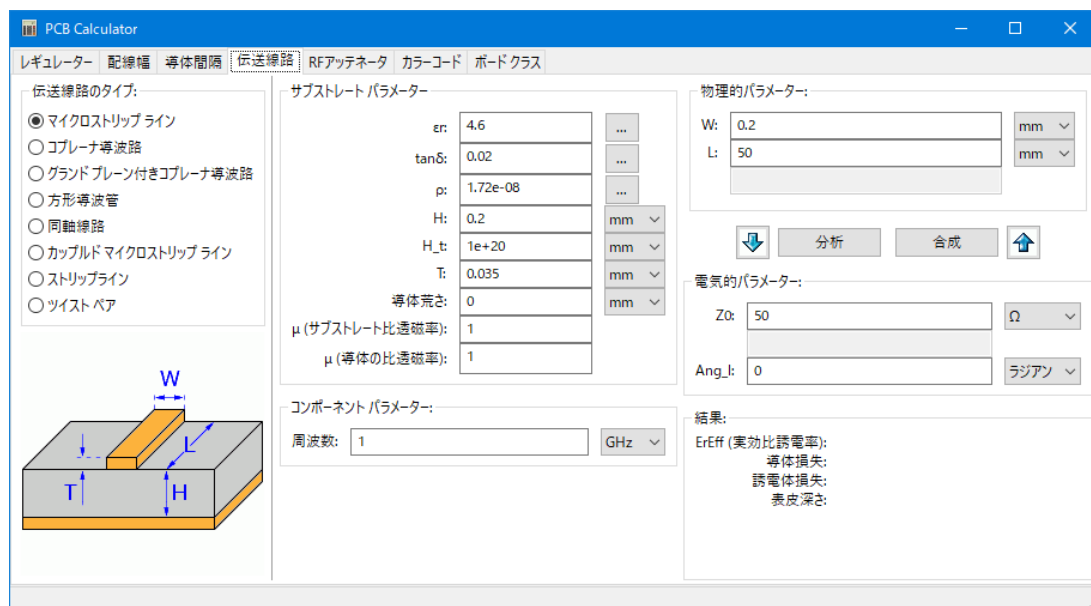 PCB Calculator
レギュレーター 配線幅 導体間隔 伝送線路 RFアッテネータ カラーコード ボードクラス
伝送線路のタイプ:
マイクロストリップ ライン
コプレーナ導波路
グランド プレーン付きコプレーナ導波路
方形導波管
同軸線路
カップルド マイクロストリップ ライン
ストリップライン
ツイスト ペア
W
L
T
H
サブストレート パラメーター
εr: 4.6 ...
tanδ: 0.02 ...
ρ: 1.72e-08 ...
H: 0.2 mm
H_t: 1e+20 mm
T: 0.035 mm
導体荒さ: 0 mm
μ (サブストレート比透磁率): 1
μ (導体の比透磁率): 1
コンポーネント パラメーター:
周波数: 1 GHz
物理的パラメーター:
W: 0.2 mm
L: 50 mm
分析 合成
電気的パラメーター:
Z0: 50 Ω
Ang_l: 0 ラジアン
結果:
ErEff (実効比誘電率):
導体損失:
誘電体損失:
表皮深さ: